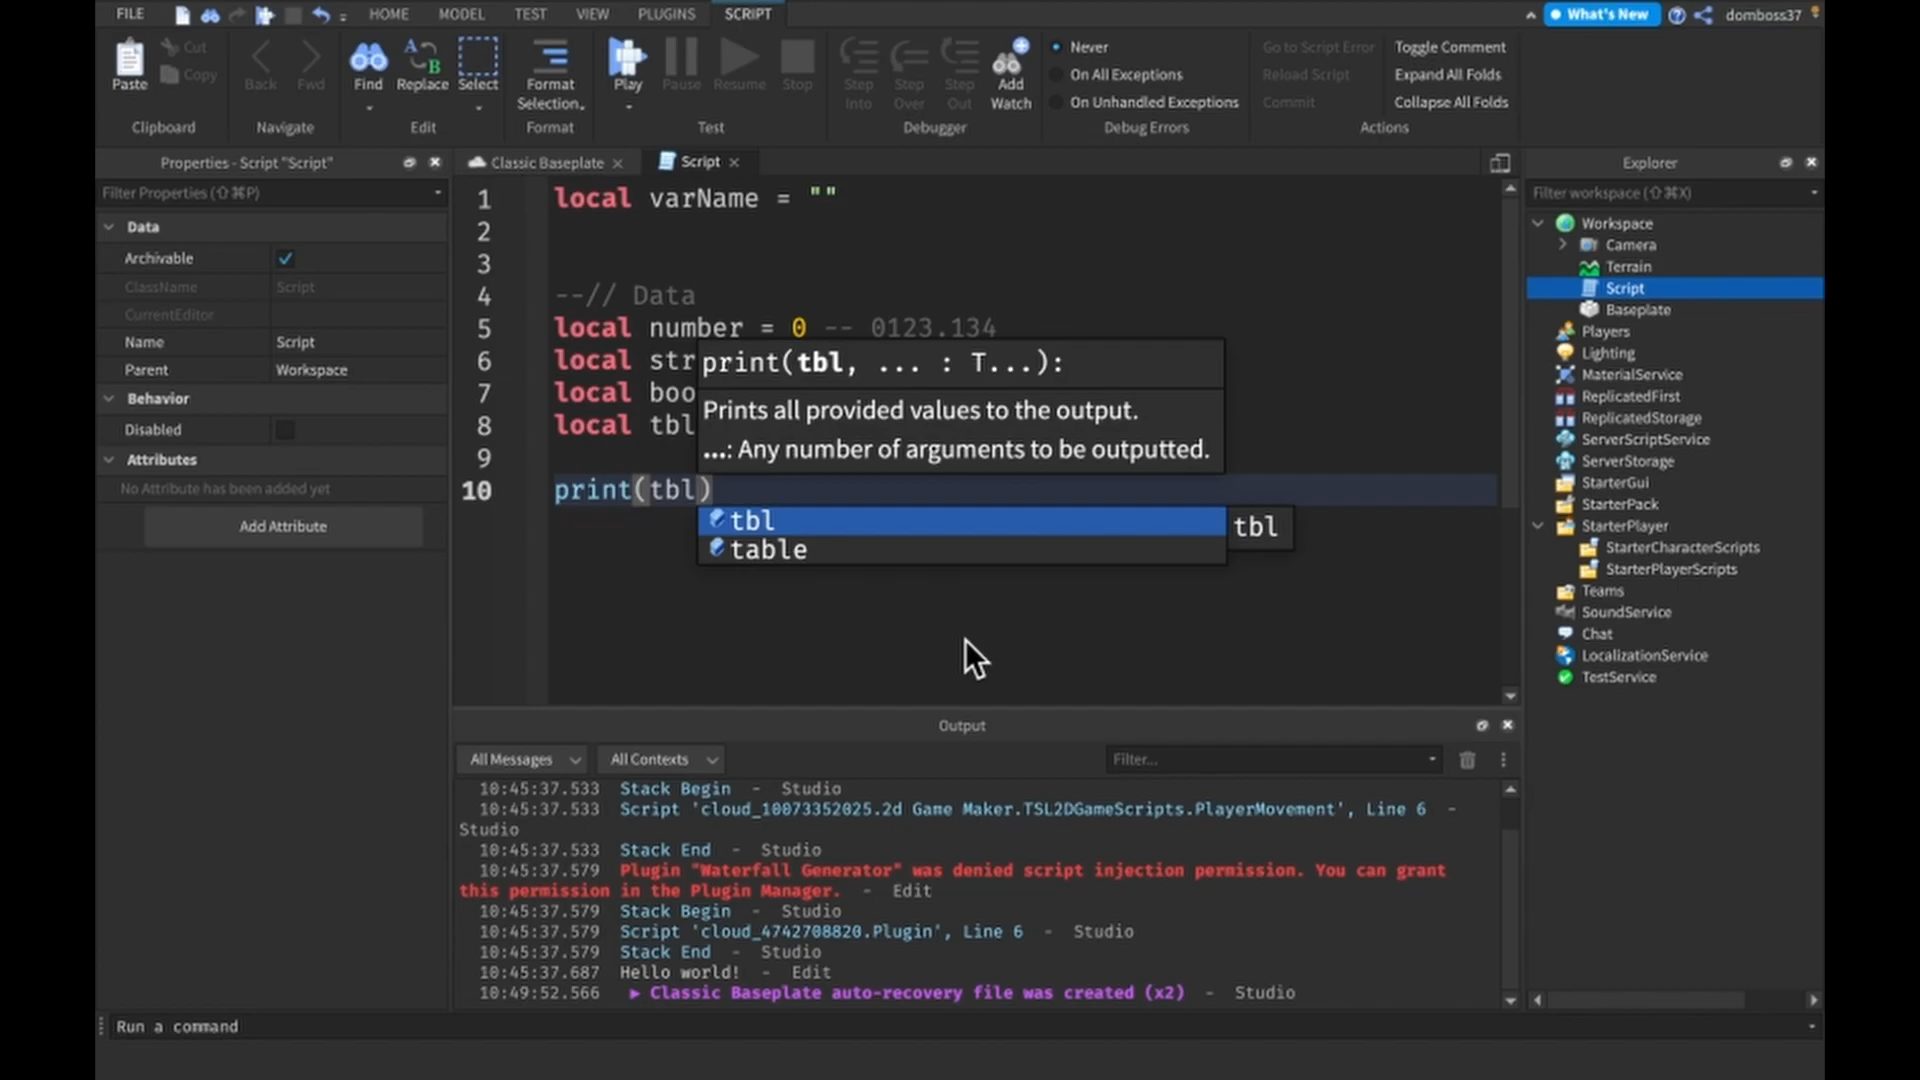 FILE
HOME
MODEL
TEST
VIEW
PLUGINS
SCRIPT
What's New
domboss37
Paste
Cut
Copy
Clipboard
Back
Fwd
Navigate
Find
Replace
Select
Edit
Format
Selection
Format
Play
Pause
Resume
Stop
Test
Step
Into
Step
Over
Step
Out
Add
Watch
Debugger
Never
On All Exceptions
On Unhandled Exceptions
Debug Errors
Go to Script Error
Reload Script
Commit
Toggle Comment
Expand All Folds
Collapse All Folds
Actions
Properties - Script "Script"
Filter Properties (⇧⌘P)
Data
Archivable
ClassName Script
CurrentEditor
Name Script
Parent Workspace
Behavior
Disabled
Attributes
No Attribute has been added yet
Add Attribute
Classic Baseplate
Script
1 local varName = ""
2
3
4 --// Data
5 local number = 0 -- 0123.134
6 local str
7 local boo
8 local tbl
9
10 print(tbl)
print(tbl, ... : T...):
Prints all provided values to the output.
...: Any number of arguments to be outputted.
tbl
table
tbl
Output
All Messages
All Contexts
Filter...
10:45:37.533 Stack Begin - Studio
10:45:37.533 Script 'cloud_10073352025.2d Game Maker.TSL2DGameScripts.PlayerMovement', Line 6 -
Studio
10:45:37.533 Stack End - Studio
10:45:37.579 Plugin "Waterfall Generator" was denied script injection permission. You can grant
this permission in the Plugin Manager. - Edit
10:45:37.579 Stack Begin - Studio
10:45:37.579 Script 'cloud_4742708820.Plugin', Line 6 - Studio
10:45:37.579 Stack End - Studio
10:45:37.687 Hello world! - Edit
10:49:52.566 ▶ Classic Baseplate auto-recovery file was created (x2) - Studio
Run a command
Explorer
Filter workspace (⇧⌘X)
Workspace
Camera
Terrain
Script
Baseplate
Players
Lighting
MaterialService
ReplicatedFirst
ReplicatedStorage
ServerScriptService
ServerStorage
StarterGui
StarterPack
StarterPlayer
StarterCharacterScripts
StarterPlayerScripts
Teams
SoundService
Chat
LocalizationService
TestService